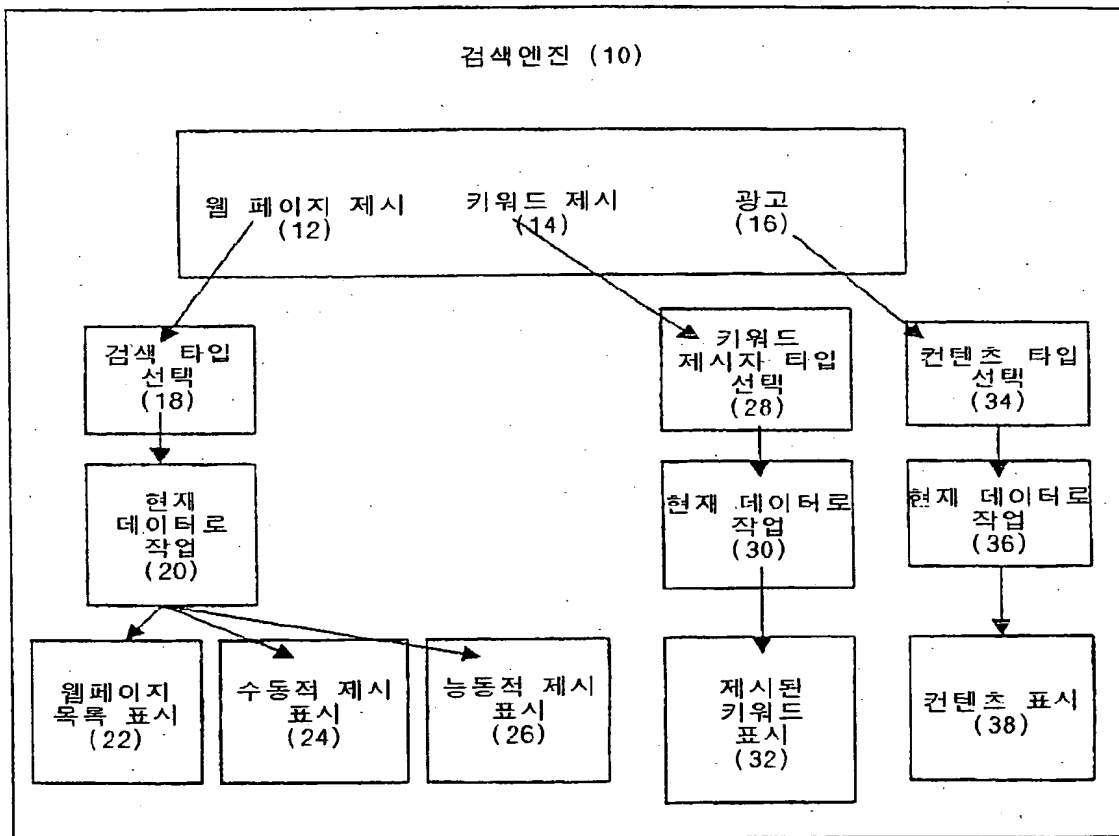 검색엔진 (10)
웹 페이지 제시
(12)
키워드 제시
(14)
광고
(16)
검색 타입
선택
(18)
키워드
제시자 타입
선택
(28)
컨텐츠 타입
선택
(34)
현재
데이터로
작업
(20)
현재 데이터로
작업
(30)
현재 데이터로
작업
(36)
웹페이지
목록 표시
(22)
수동적 제시
표시
(24)
능동적 제시
표시
(26)
제시된
키워드
표시
(32)
컨텐츠 표시
(38)